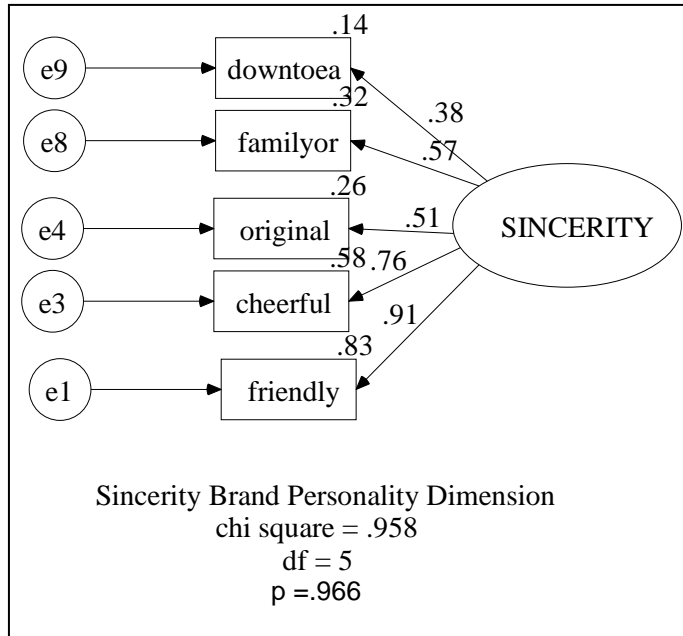 .14
e9 downtoea
.38
.32
e8 familyor .57
.26
e4 original .51 SINCERITY
.58 .76
e3 cheerful
.91
.83
e1 friendly
Sincerity Brand Personality Dimension
chi square = .958
df = 5
p =.966